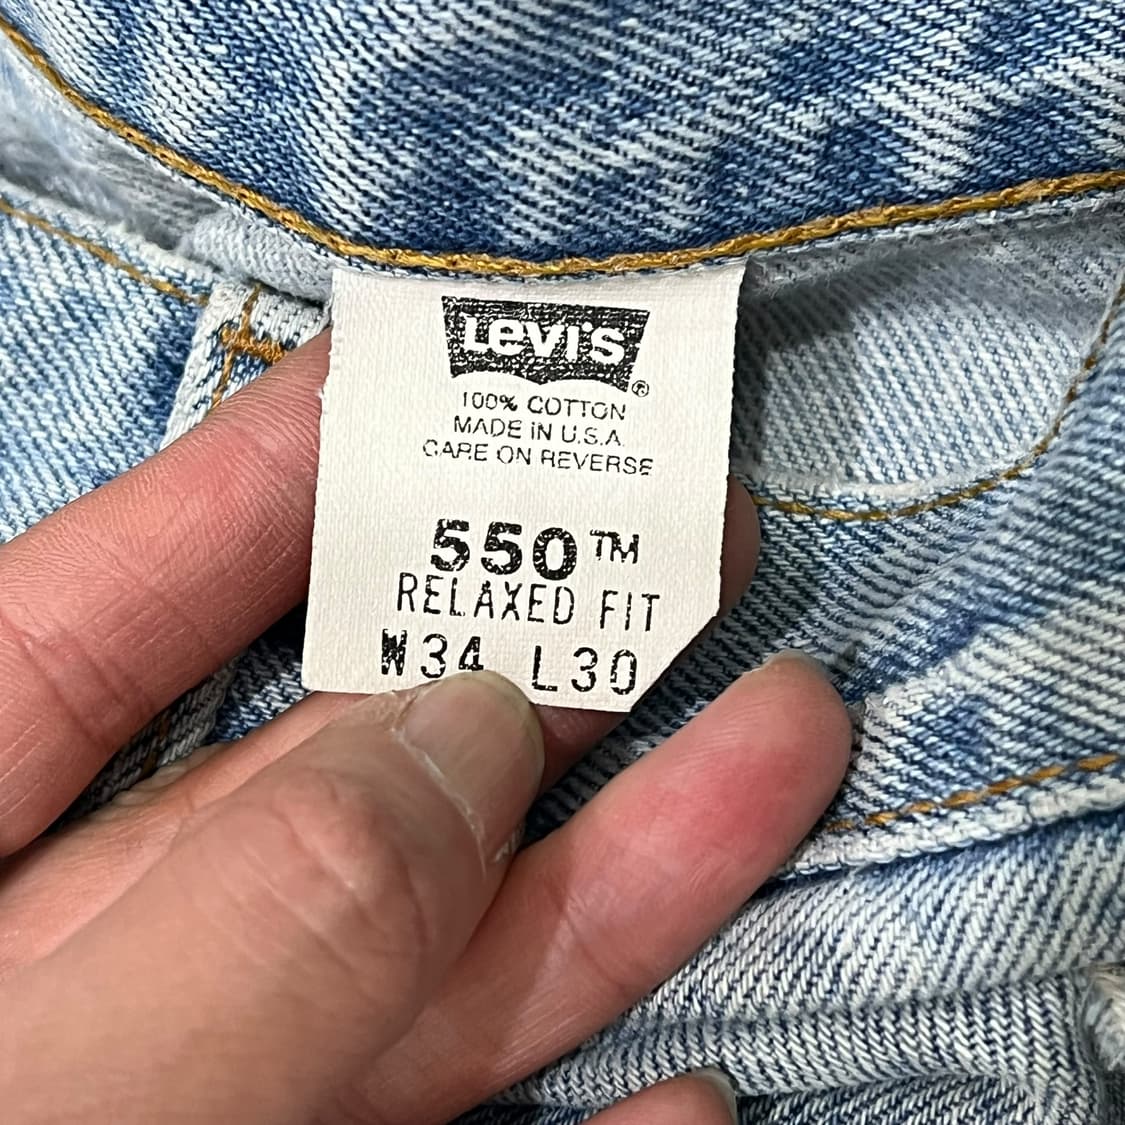 Levi's®
100% COTTON
MADE IN U.S.A.
CARE ON REVERSE
550™
RELAXED FIT
W34 L30